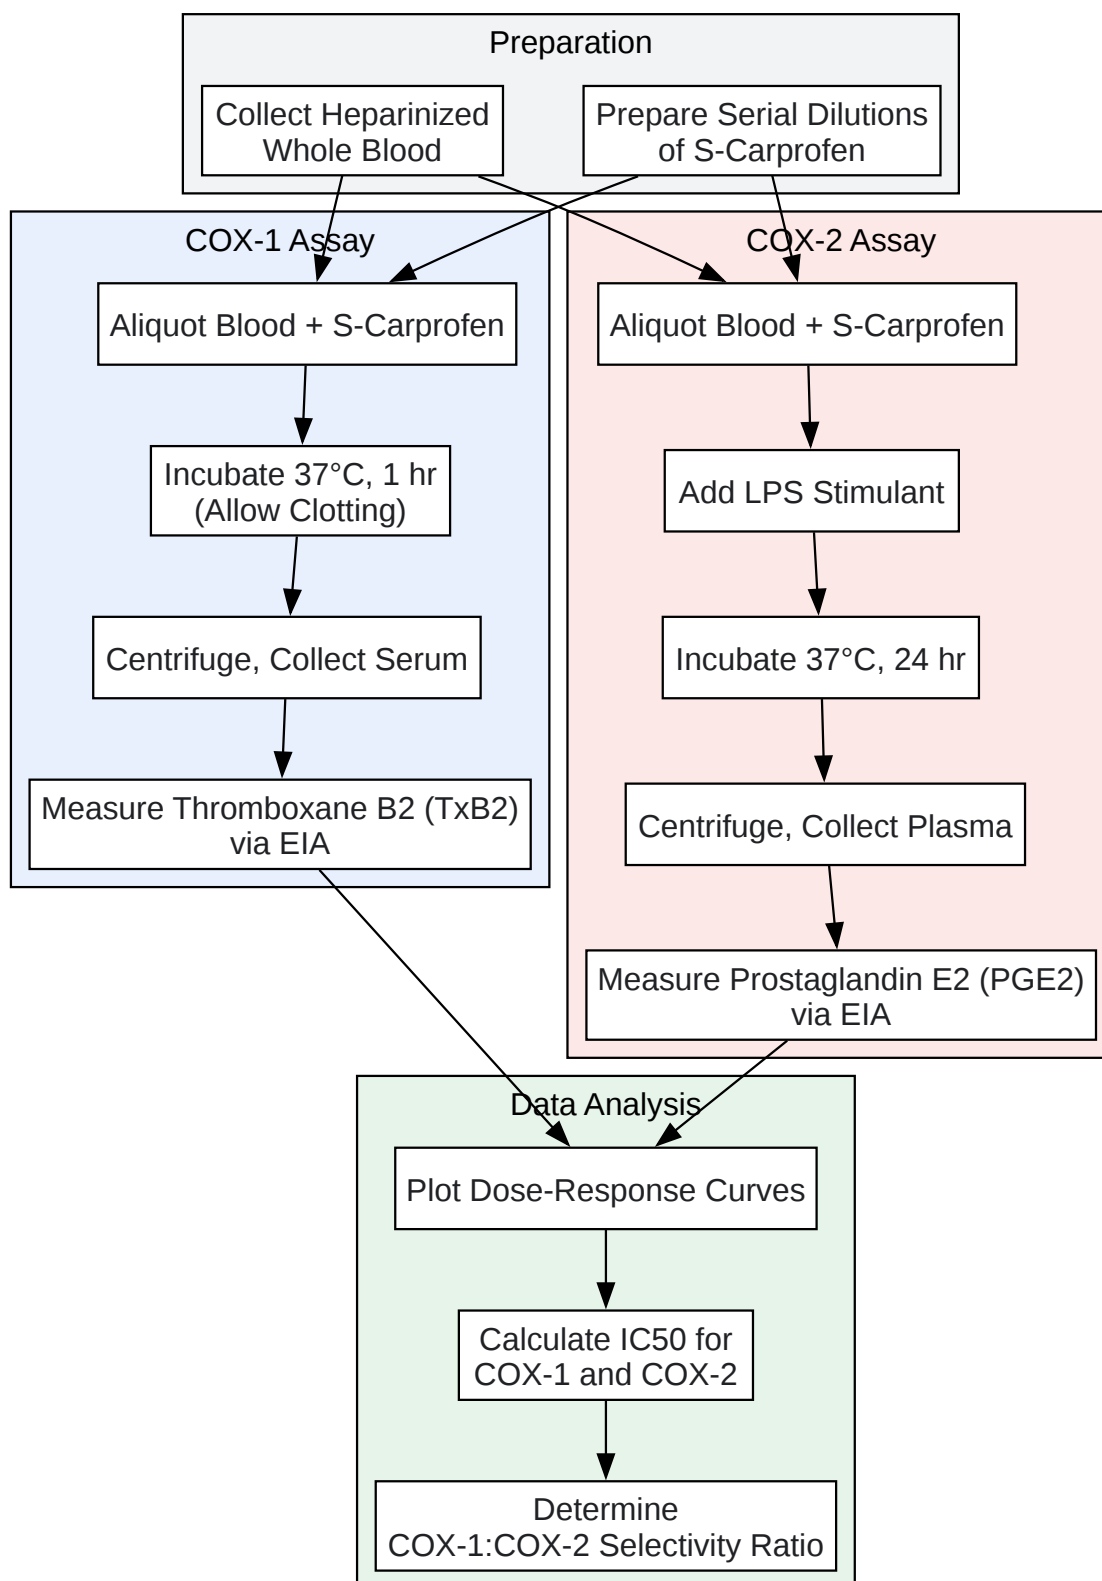 Preparation
Collect Heparinized
Whole Blood
Prepare Serial Dilutions
of S-Carprofen
COX-1 Assay
Aliquot Blood + S-Carprofen
Incubate 37°C, 1 hr
(Allow Clotting)
Centrifuge, Collect Serum
Measure Thromboxane B2 (TxB2)
via EIA
COX-2 Assay
Aliquot Blood + S-Carprofen
Add LPS Stimulant
Incubate 37°C, 24 hr
Centrifuge, Collect Plasma
Measure Prostaglandin E2 (PGE2)
via EIA
Data Analysis
Plot Dose-Response Curves
Calculate IC50 for
COX-1 and COX-2
Determine
COX-1:COX-2 Selectivity Ratio